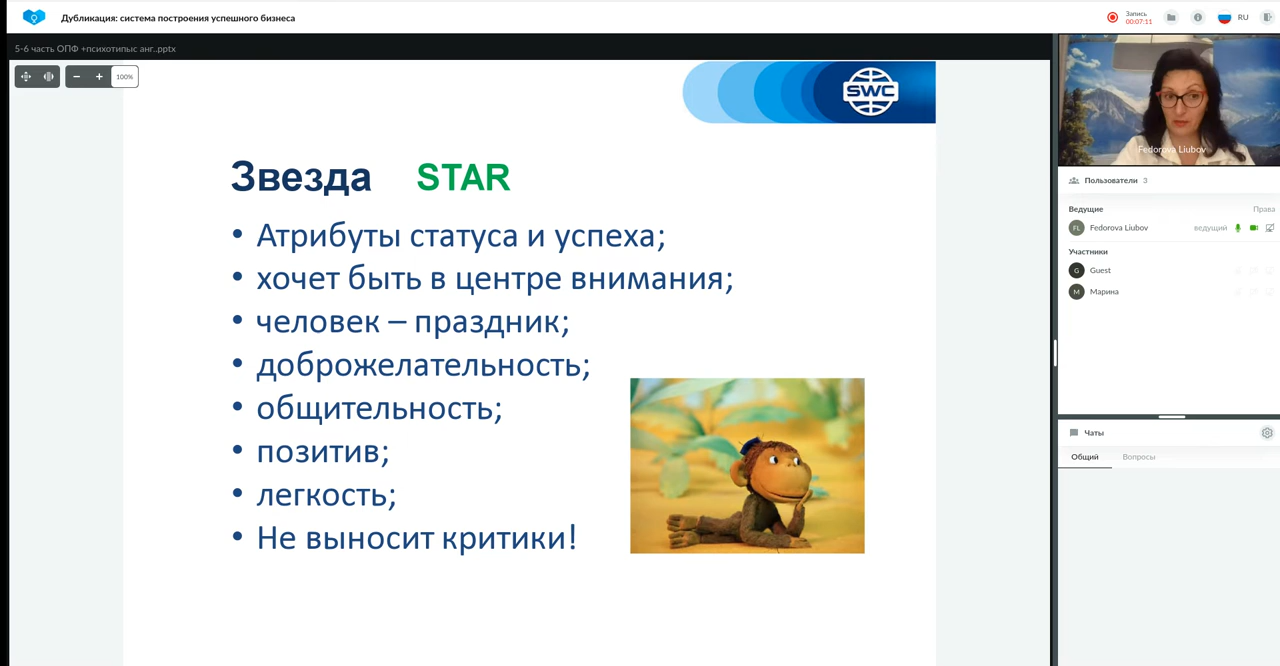 Дубликация: система построения успешного бизнеса
Запись
00:07:11
RU
5-6 часть ОПФ +психотипыс анг..pptx
100%
SWC
Звезда STAR
• Атрибуты статуса и успеха;
• хочет быть в центре внимания;
• человек – праздник;
• доброжелательность;
• общительность;
• позитив;
• легкость;
• Не выносит критики!
Fedorova Liubov
Пользователи 3
Ведущие Права
FL Fedorova Liubov ведущий
Участники
G Guest
М Марина
Чаты
Общий Вопросы